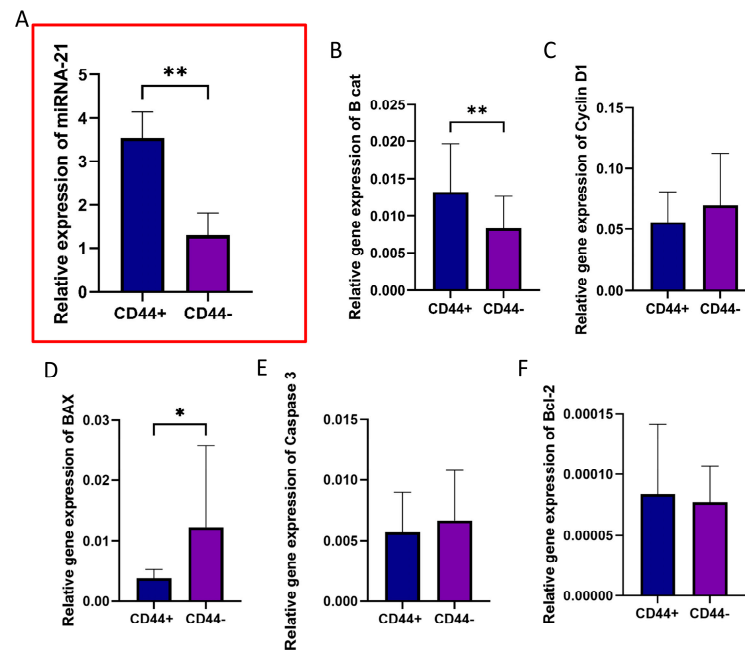 A
Relative expression of miRNA-21
5
4
3
2
1
0
**
CD44+ CD44-
B
Relative gene expression of B cat
0.025
0.020
0.015
0.010
0.005
0.000
**
CD44+ CD44-
C
Relative gene expression of Cyclin D1
0.15
0.10
0.05
0.00
CD44+ CD44-
D
Relative gene expression of BAX
0.03
0.02
0.01
0.00
*
CD44+ CD44-
E
Relative gene expression of Caspase 3
0.015
0.010
0.005
0.000
CD44+ CD44-
F
Relative gene expression of Bcl-2
0.00015
0.00010
0.00005
0.00000
CD44+ CD44-